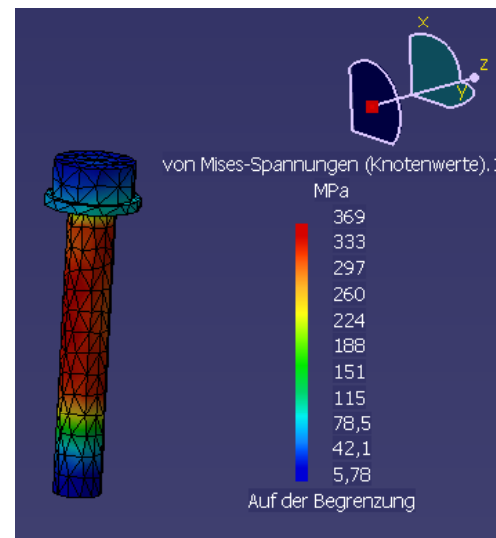 x
z
y
von Mises-Spannungen (Knotenwerte).
MPa
369
333
297
260
224
188
151
115
78,5
42,1
5,78
Auf der Begrenzung